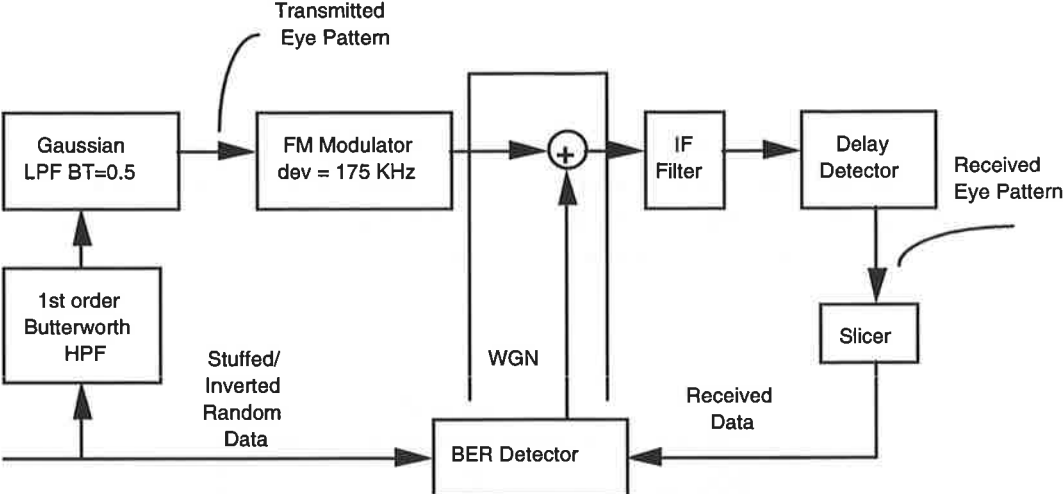 Transmitted
Eye Pattern
Gaussian
LPF BT=0.5
FM Modulator
dev = 175 KHz
+
IF
Filter
Delay
Detector
Received
Eye Pattern
1st order
Butterworth
HPF
Slicer
Stuffed/
Inverted
Random
Data
WGN
Received
Data
BER Detector